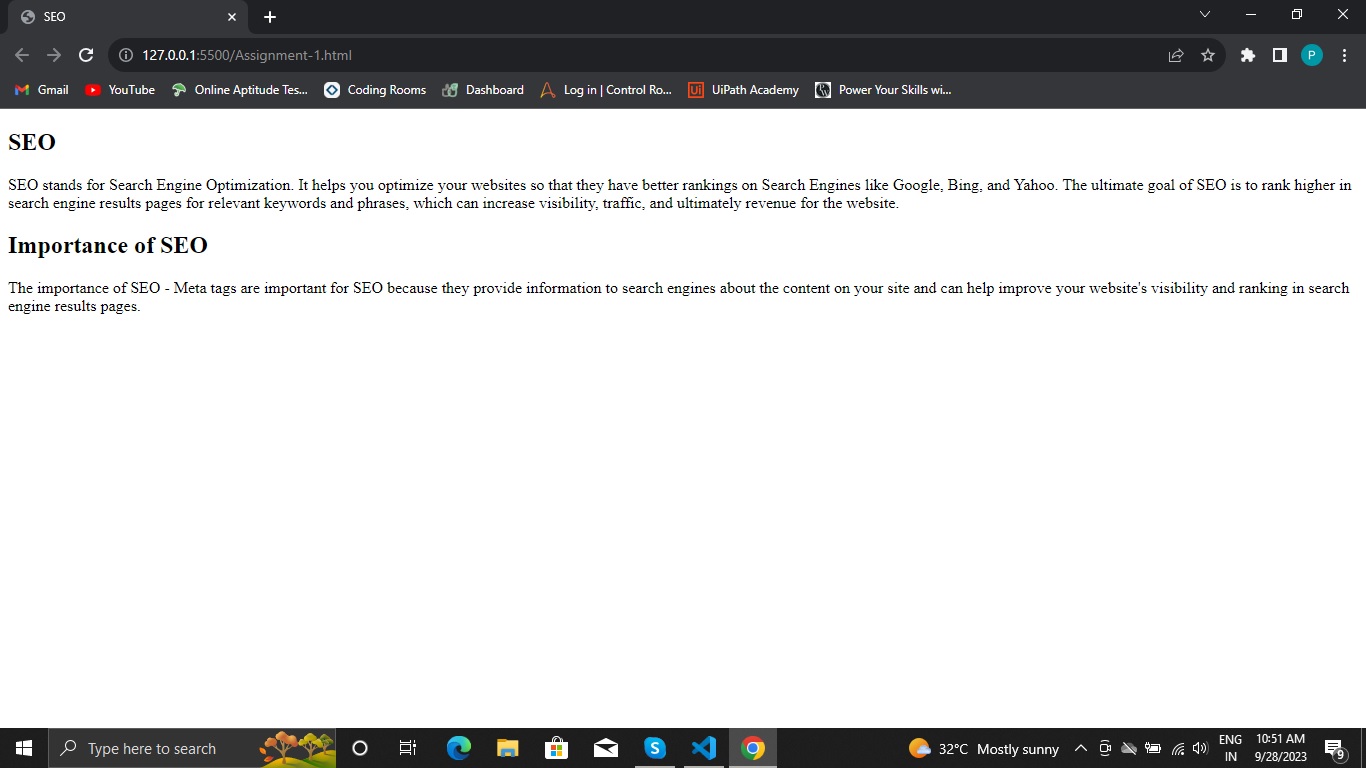 SEO
127.0.0.1:5500/Assignment-1.html
P
Gmail YouTube Online Aptitude Tes... Coding Rooms Dashboard Log in | Control Ro... UiPath Academy Power Your Skills wi...
SEO
SEO stands for Search Engine Optimization. It helps you optimize your websites so that they have better rankings on Search Engines like Google, Bing, and Yahoo. The ultimate goal of SEO is to rank higher in
search engine results pages for relevant keywords and phrases, which can increase visibility, traffic, and ultimately revenue for the website.
Importance of SEO
The importance of SEO - Meta tags are important for SEO because they provide information to search engines about the content on your site and can help improve your website's visibility and ranking in search
engine results pages.
Type here to search
32°C Mostly sunny
ENG
IN
10:51 AM
9/28/2023
9